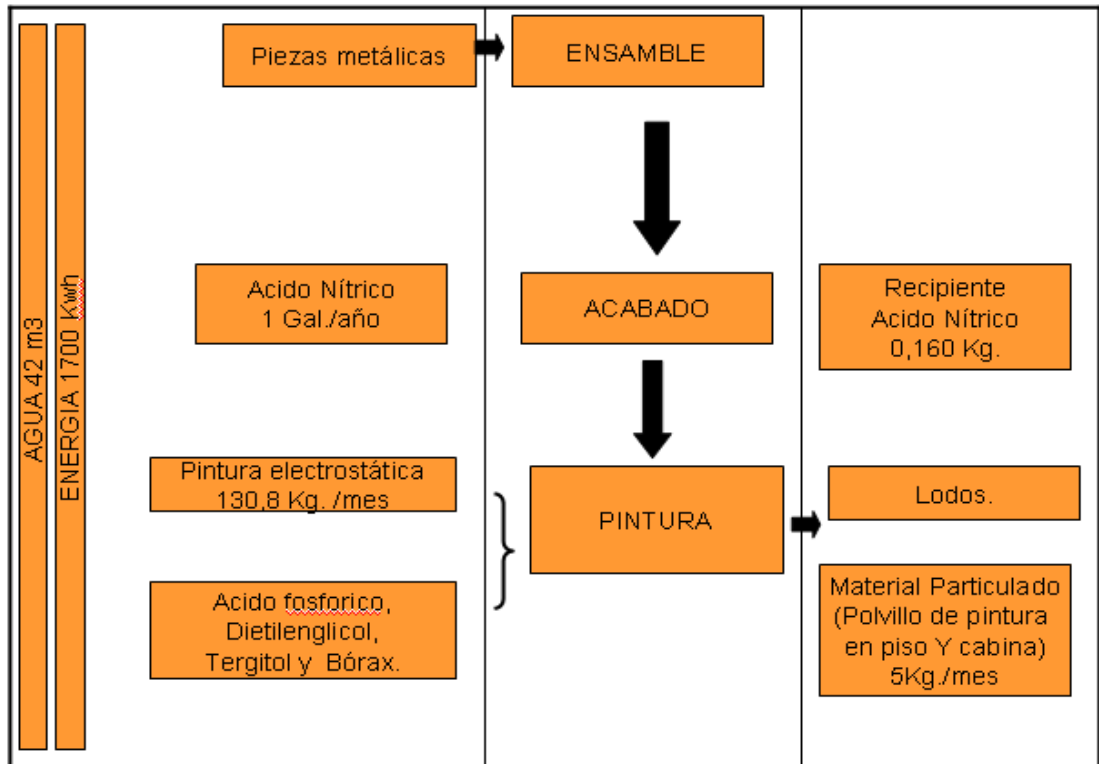 AGUA 42 m3
ENERGIA 1700 Kwh
Piezas metálicas
ENSAMBLE
Acido Nítrico
1 Gal./año
ACABADO
Recipiente
Acido Nítrico
0,160 Kg.
Pintura electrostática
130,8 Kg. /mes
PINTURA
Lodos.
Acido fosforico,
Dietilenglicol,
Tergitol y Bórax.
Material Particulado
(Polvillo de pintura
en piso Y cabina)
5Kg./mes